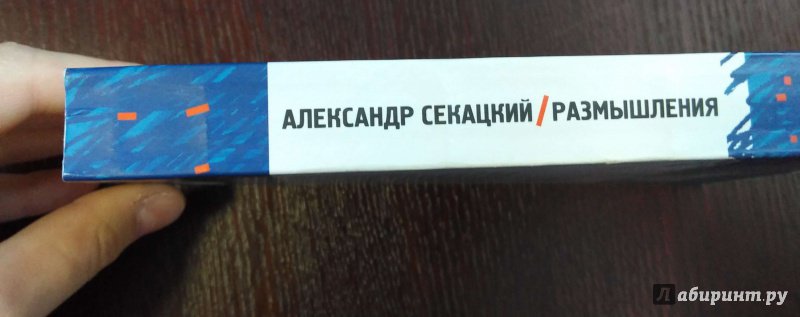 АЛЕКСАНДР СЕКАЦКИЙ/РАЗМЫШЛЕНИЯ
Лабиринт.ру